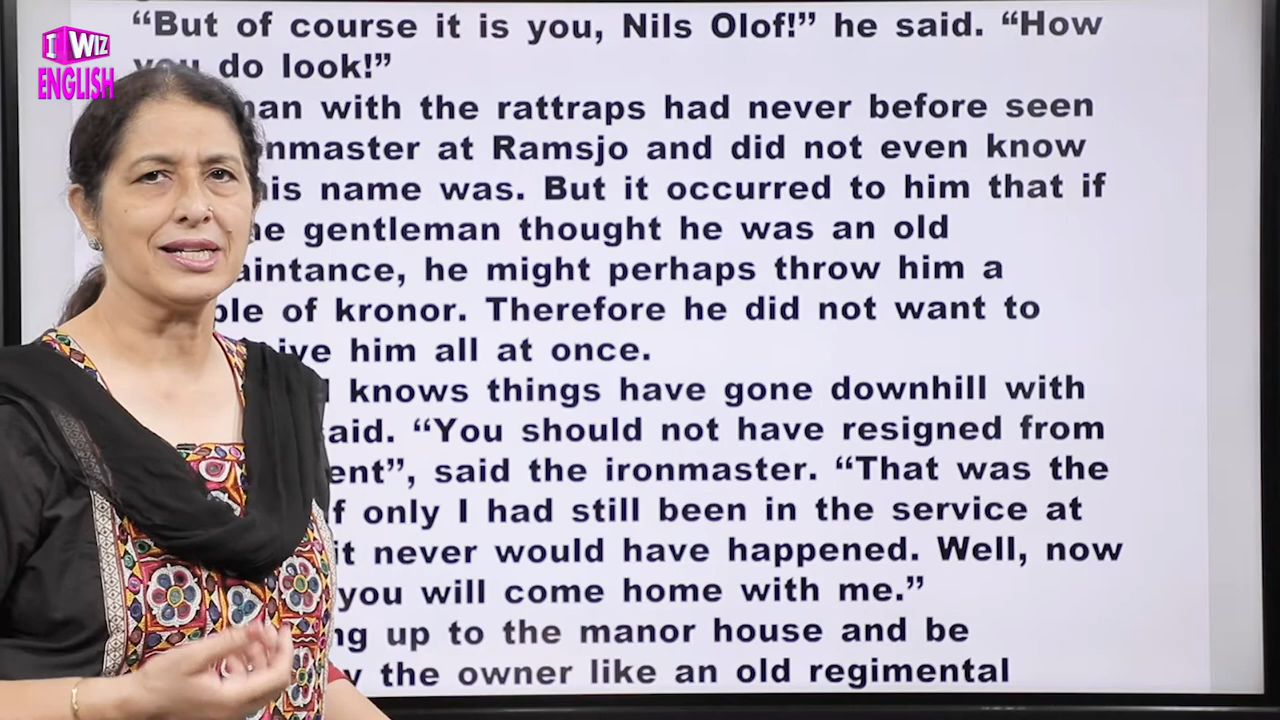 I WIZ
ENGLISH
“But of course it is you, Nils Olof!” he said. “How
you do look!”
man with the rattraps had never before seen
nmaster at Ramsjo and did not even know
his name was. But it occurred to him that if
gentleman thought he was an old
aintance, he might perhaps throw him a
ple of kronor. Therefore he did not want to
ive him all at once.
knows things have gone downhill with
said. “You should not have resigned from
ent”, said the ironmaster. “That was the
f only I had still been in the service at
it never would have happened. Well, now
you will come home with me.”
ng up to the manor house and be
the owner like an old regimental